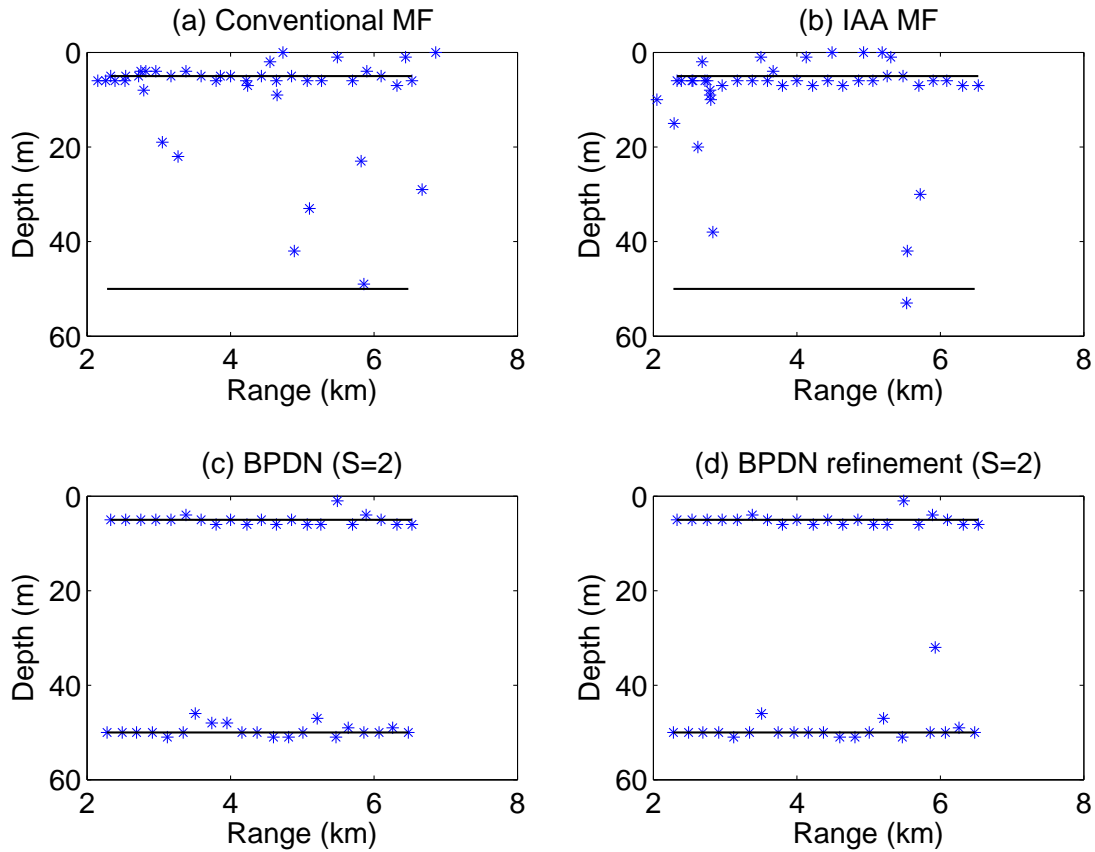 (a) Conventional MF
0
20
40
60
Depth (m)
2 4 6 8
Range (km)
(b) IAA MF
0
20
40
60
Depth (m)
2 4 6 8
Range (km)
(c) BPDN (S=2)
0
20
40
60
Depth (m)
2 4 6 8
Range (km)
(d) BPDN refinement (S=2)
0
20
40
60
Depth (m)
2 4 6 8
Range (km)